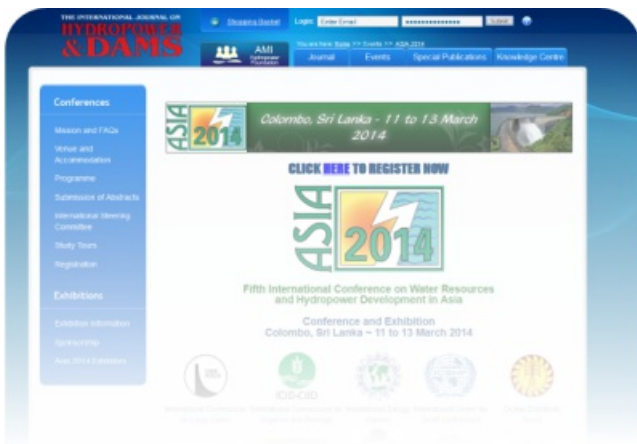 THE INTERNATIONAL JOURNAL ON
HYDROPOWER
& DAMS
Shopping Basket
Login:
Enter Email
Submit
AMI
Hydropower
Foundation
You are here: Home >> Events >> ASIA 2014
Journal
Events
Special Publications
Knowledge Centre
Conferences
Mission and FAQs
Venue and
Accommodation
Programme
Submission of Abstracts
International Steering
Committee
Study Tours
Registration
Exhibitions
Exhibition Information
Sponsorship
Asia 2014 Exhibitors
ASIA
2014
Colombo, Sri Lanka - 11 to 13 March
2014
CLICK HERE TO REGISTER NOW
ASIA
2014
Fifth International Conference on Water Resources
and Hydropower Development in Asia
Conference and Exhibition
Colombo, Sri Lanka ~ 11 to 13 March 2014
ICID•CIID